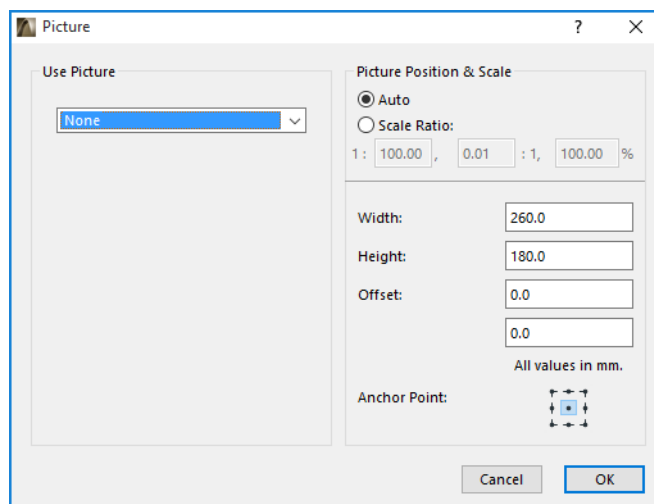 Picture
?
Use Picture
None
Picture Position & Scale
Auto
Scale Ratio:
1 : 100.00 , 0.01 : 1, 100.00 %
Width: 260.0
Height: 180.0
Offset: 0.0
0.0
All values in mm.
Anchor Point:
Cancel OK